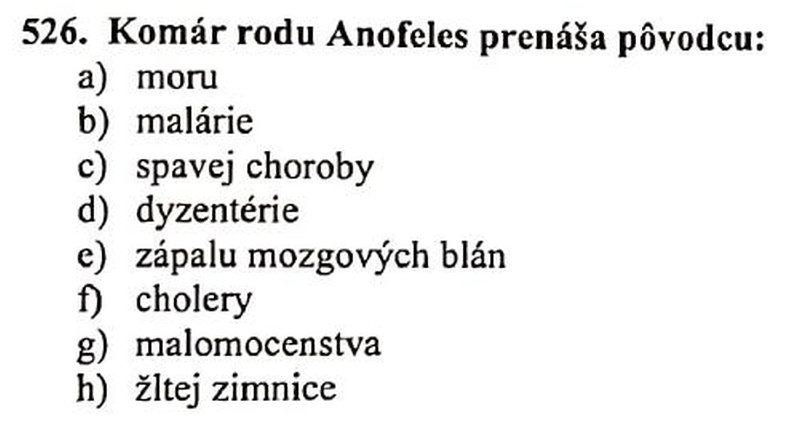 526. Komár rodu Anofeles prenáša pôvodcu:
a) moru
b) malárie
c) spavej choroby
d) dyzentérie
e) zápalu mozgových blán
f) cholery
g) malomocenstva
h) žltej zimnice